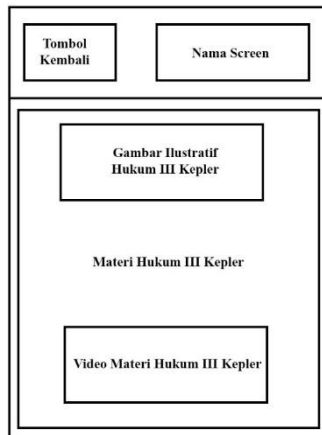 Tombol
Kembali
Nama Screen
Gambar Ilustratif
Hukum III Kepler
Materi Hukum III Kepler
Video Materi Hukum III Kepler